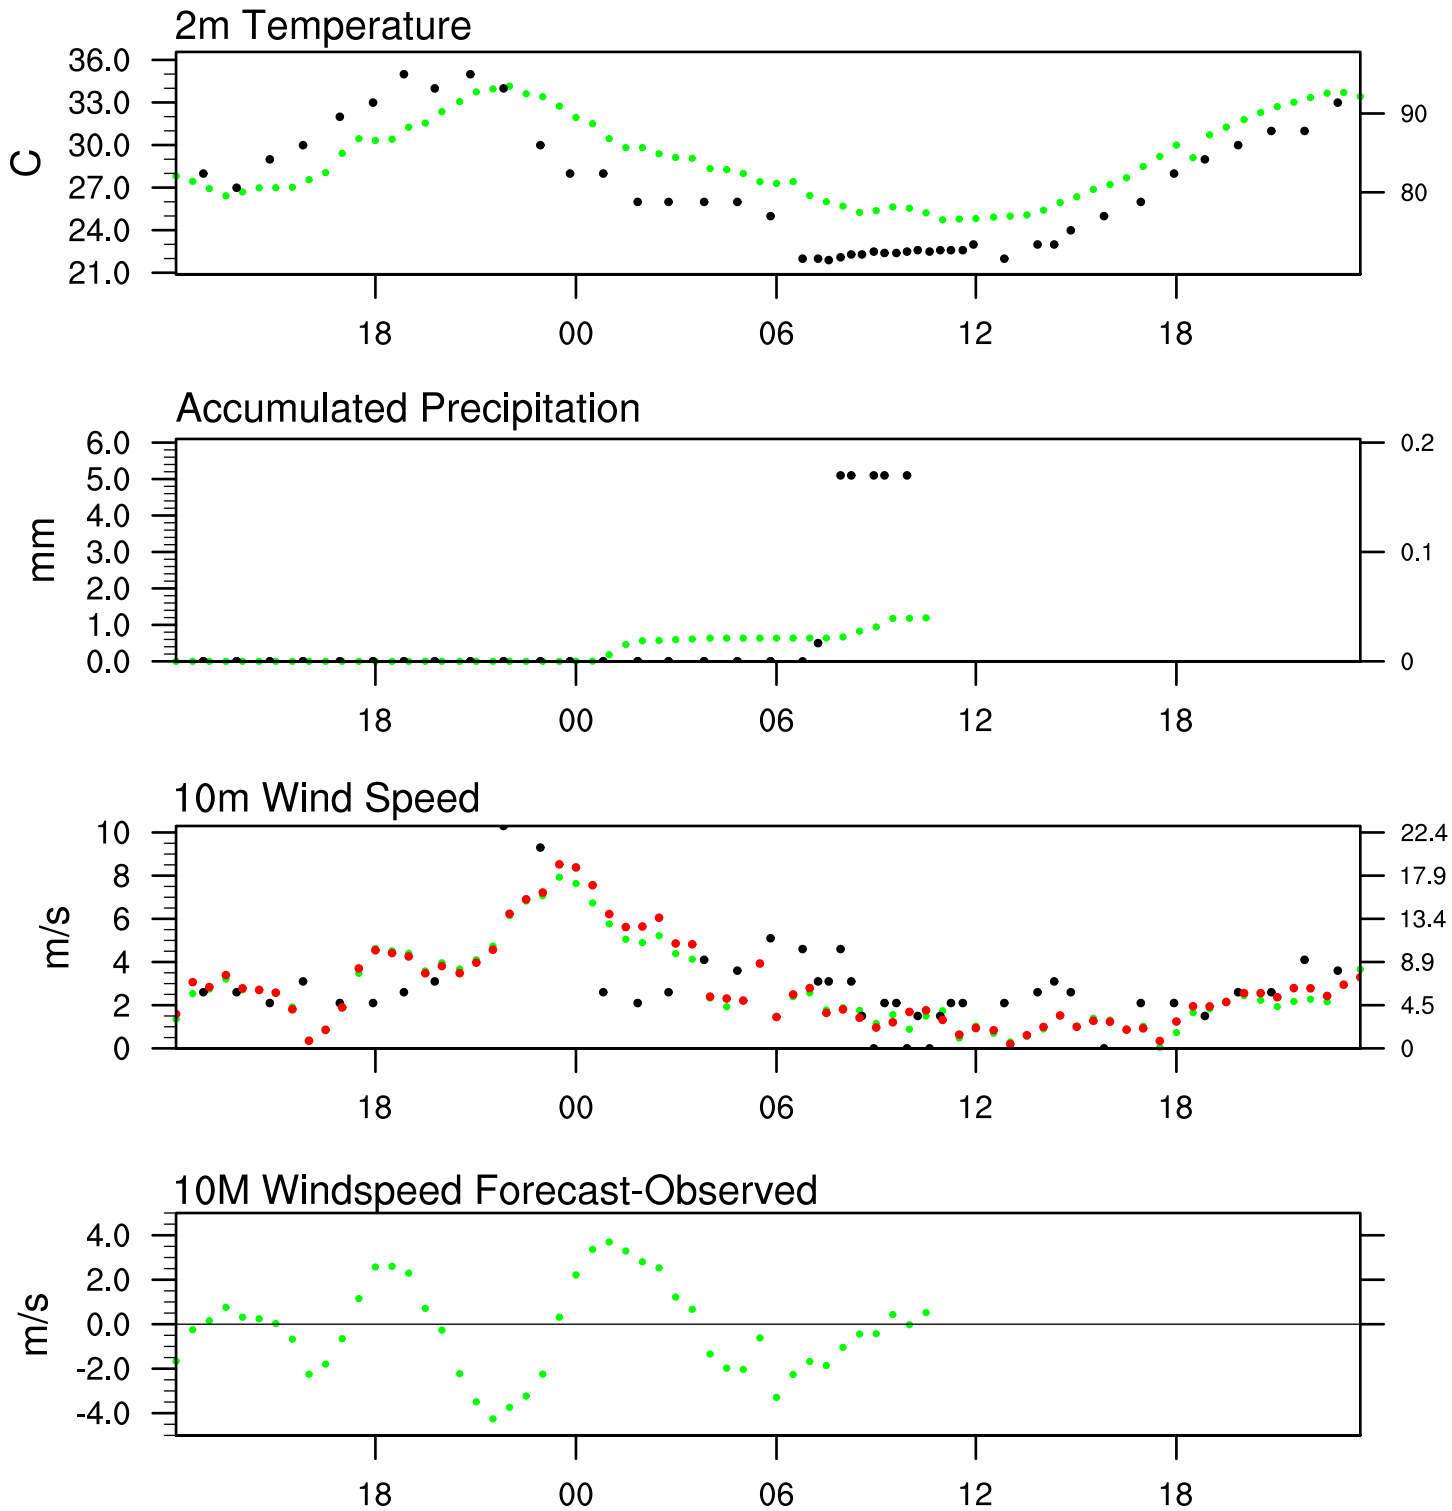 2m Temperature
36.0
33.0
30.0
27.0
24.0
21.0
C
90
80
18 00 06 12 18
Accumulated Precipitation
6.0
5.0
4.0
3.0
2.0
1.0
0.0
mm
0.2
0.1
0
18 00 06 12 18
10m Wind Speed
10
8
6
4
2
0
m/s
22.4
17.9
13.4
8.9
4.5
0
18 00 06 12 18
10M Windspeed Forecast-Observed
4.0
2.0
0.0
-2.0
-4.0
m/s
18 00 06 12 18